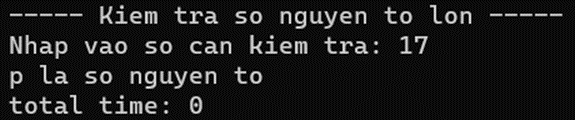 ----- Kiem tra so nguyen to lon -----
Nhap vao so can kiem tra: 17
p la so nguyen to
total time: 0